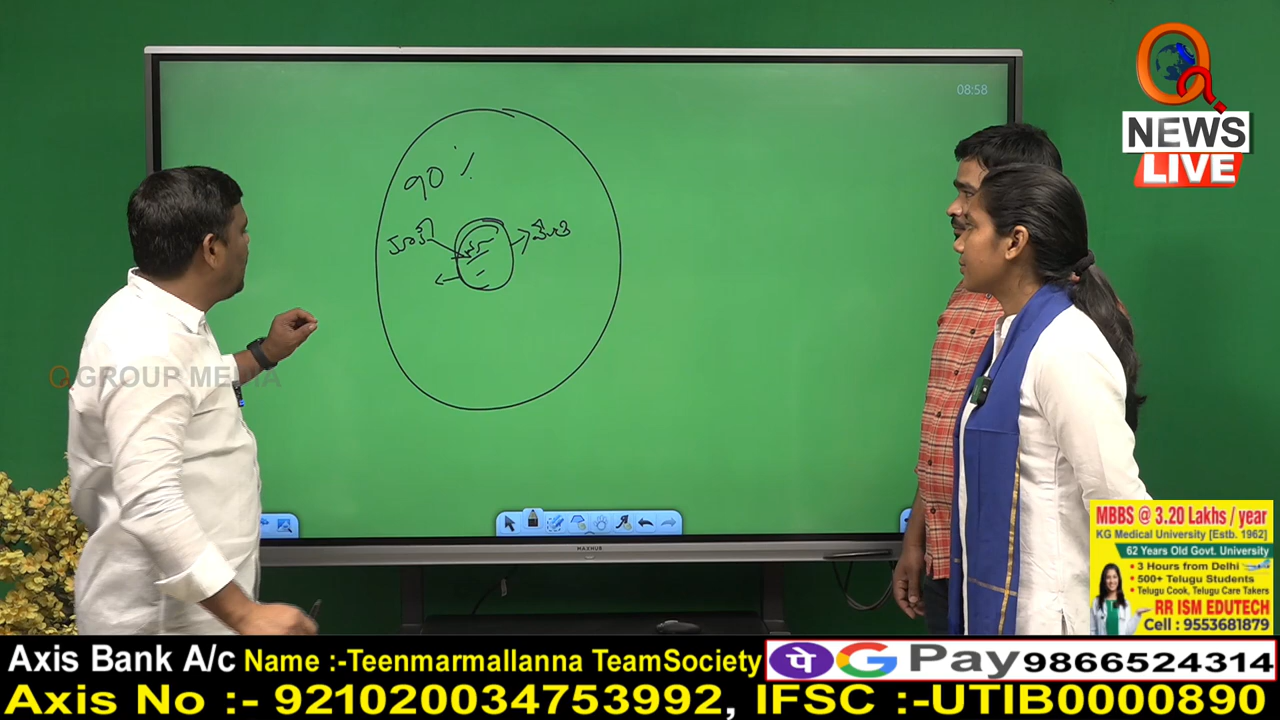 08:58
Q
NEWS
LIVE
90%
Q GROUP MEDIA
MAXHUB
MBBS @ 3.20 Lakhs / year
KG Medical University [Estb. 1962]
62 Years Old Govt. University
• 3 Hours from Delhi
• 500+ Telugu Students
• Telugu Cook, Telugu Care Takers
RR ISM EDUTECH
Cell : 9553681879
Axis Bank A/c Name :-Teenmarmallanna TeamSociety पे G Pay 9866524314
Axis No :- 921020034753992, IFSC :-UTIB0000890